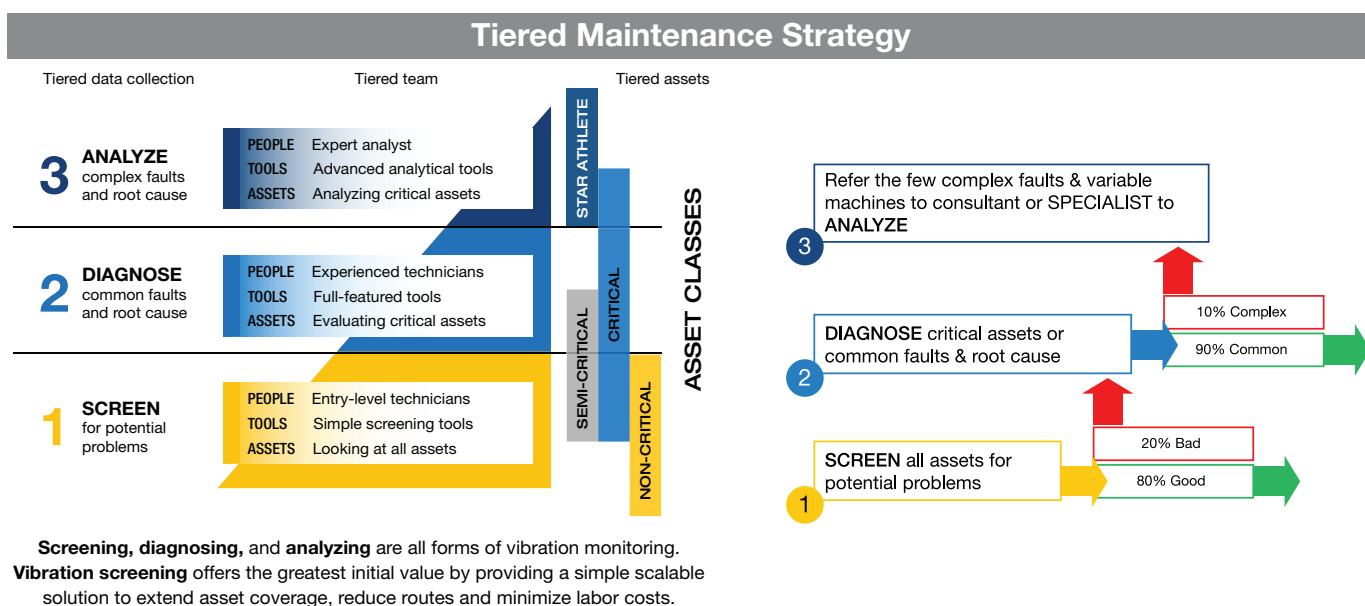 Tiered Maintenance Strategy
Tiered data collection
Tiered team
Tiered assets
3
ANALYZE
complex faults
and root cause
PEOPLE Expert analyst
TOOLS Advanced analytical tools
ASSETS Analyzing critical assets
2
DIAGNOSE
common faults
and root cause
PEOPLE Experienced technicians
TOOLS Full-featured tools
ASSETS Evaluating critical assets
1
SCREEN
for potential
problems
PEOPLE Entry-level technicians
TOOLS Simple screening tools
ASSETS Looking at all assets
STAR ATHLETE
CRITICAL
SEMI-CRITICAL
NON-CRITICAL
ASSET CLASSES
Screening, diagnosing, and analyzing are all forms of vibration monitoring.
Vibration screening offers the greatest initial value by providing a simple scalable
solution to extend asset coverage, reduce routes and minimize labor costs.
Refer the few complex faults & variable
machines to consultant or SPECIALIST to
ANALYZE
3
10% Complex
90% Common
DIAGNOSE critical assets or
common faults & root cause
2
20% Bad
80% Good
SCREEN all assets for
potential problems
1